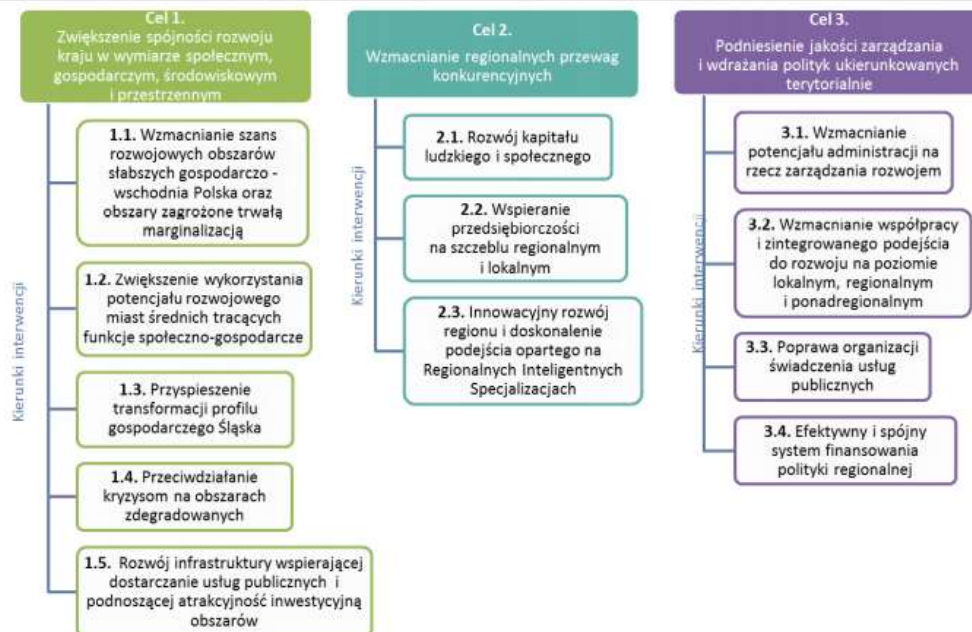 Cel 1.
Zwiększenie spójności rozwoju
kraju w wymiarze społecznym,
gospodarczym, środowiskowym
i przestrzennym
Kierunki interwencji
1.1. Wzmacnianie szans
rozwojowych obszarów
słabszych gospodarczo -
wschodnia Polska oraz
obszary zagrożone trwałą
marginalizacją
1.2. Zwiększenie wykorzystania
potencjału rozwojowego
miast średnich tracących
funkcje społeczno-gospodarcze
1.3. Przyspieszenie
transformacji profilu
gospodarczego Śląska
1.4. Przeciwdziałanie
kryzysom na obszarach
zdegradowanych
1.5. Rozwój infrastruktury wspierającej
dostarczanie usług publicznych i
podnoszącej atrakcyjność inwestycyjną
obszarów
Cel 2.
Wzmacnianie regionalnych przewag
konkurencyjnych
Kierunki interwencji
2.1. Rozwój kapitału
ludzkiego i społecznego
2.2. Wspieranie
przedsiębiorczości
na szczeblu regionalnym
i lokalnym
2.3. Innowacyjny rozwój
regionu i doskonalenie
podejścia opartego na
Regionalnych Inteligentnych
Specjalizacjach
Cel 3.
Podniesienie jakości zarządzania
i wdrażania polityk ukierunkowanych
terytorialnie
Kierunki interwencji
3.1. Wzmacnianie
potencjału administracji na
rzecz zarządzania rozwojem
3.2. Wzmacnianie współpracy
i zintegrowanego podejścia
do rozwoju na poziomie
lokalnym, regionalnym
i ponadregionalnym
3.3. Poprawa organizacji
świadczenia usług
publicznych
3.4. Efektywny i spójny
system finansowania
polityki regionalnej